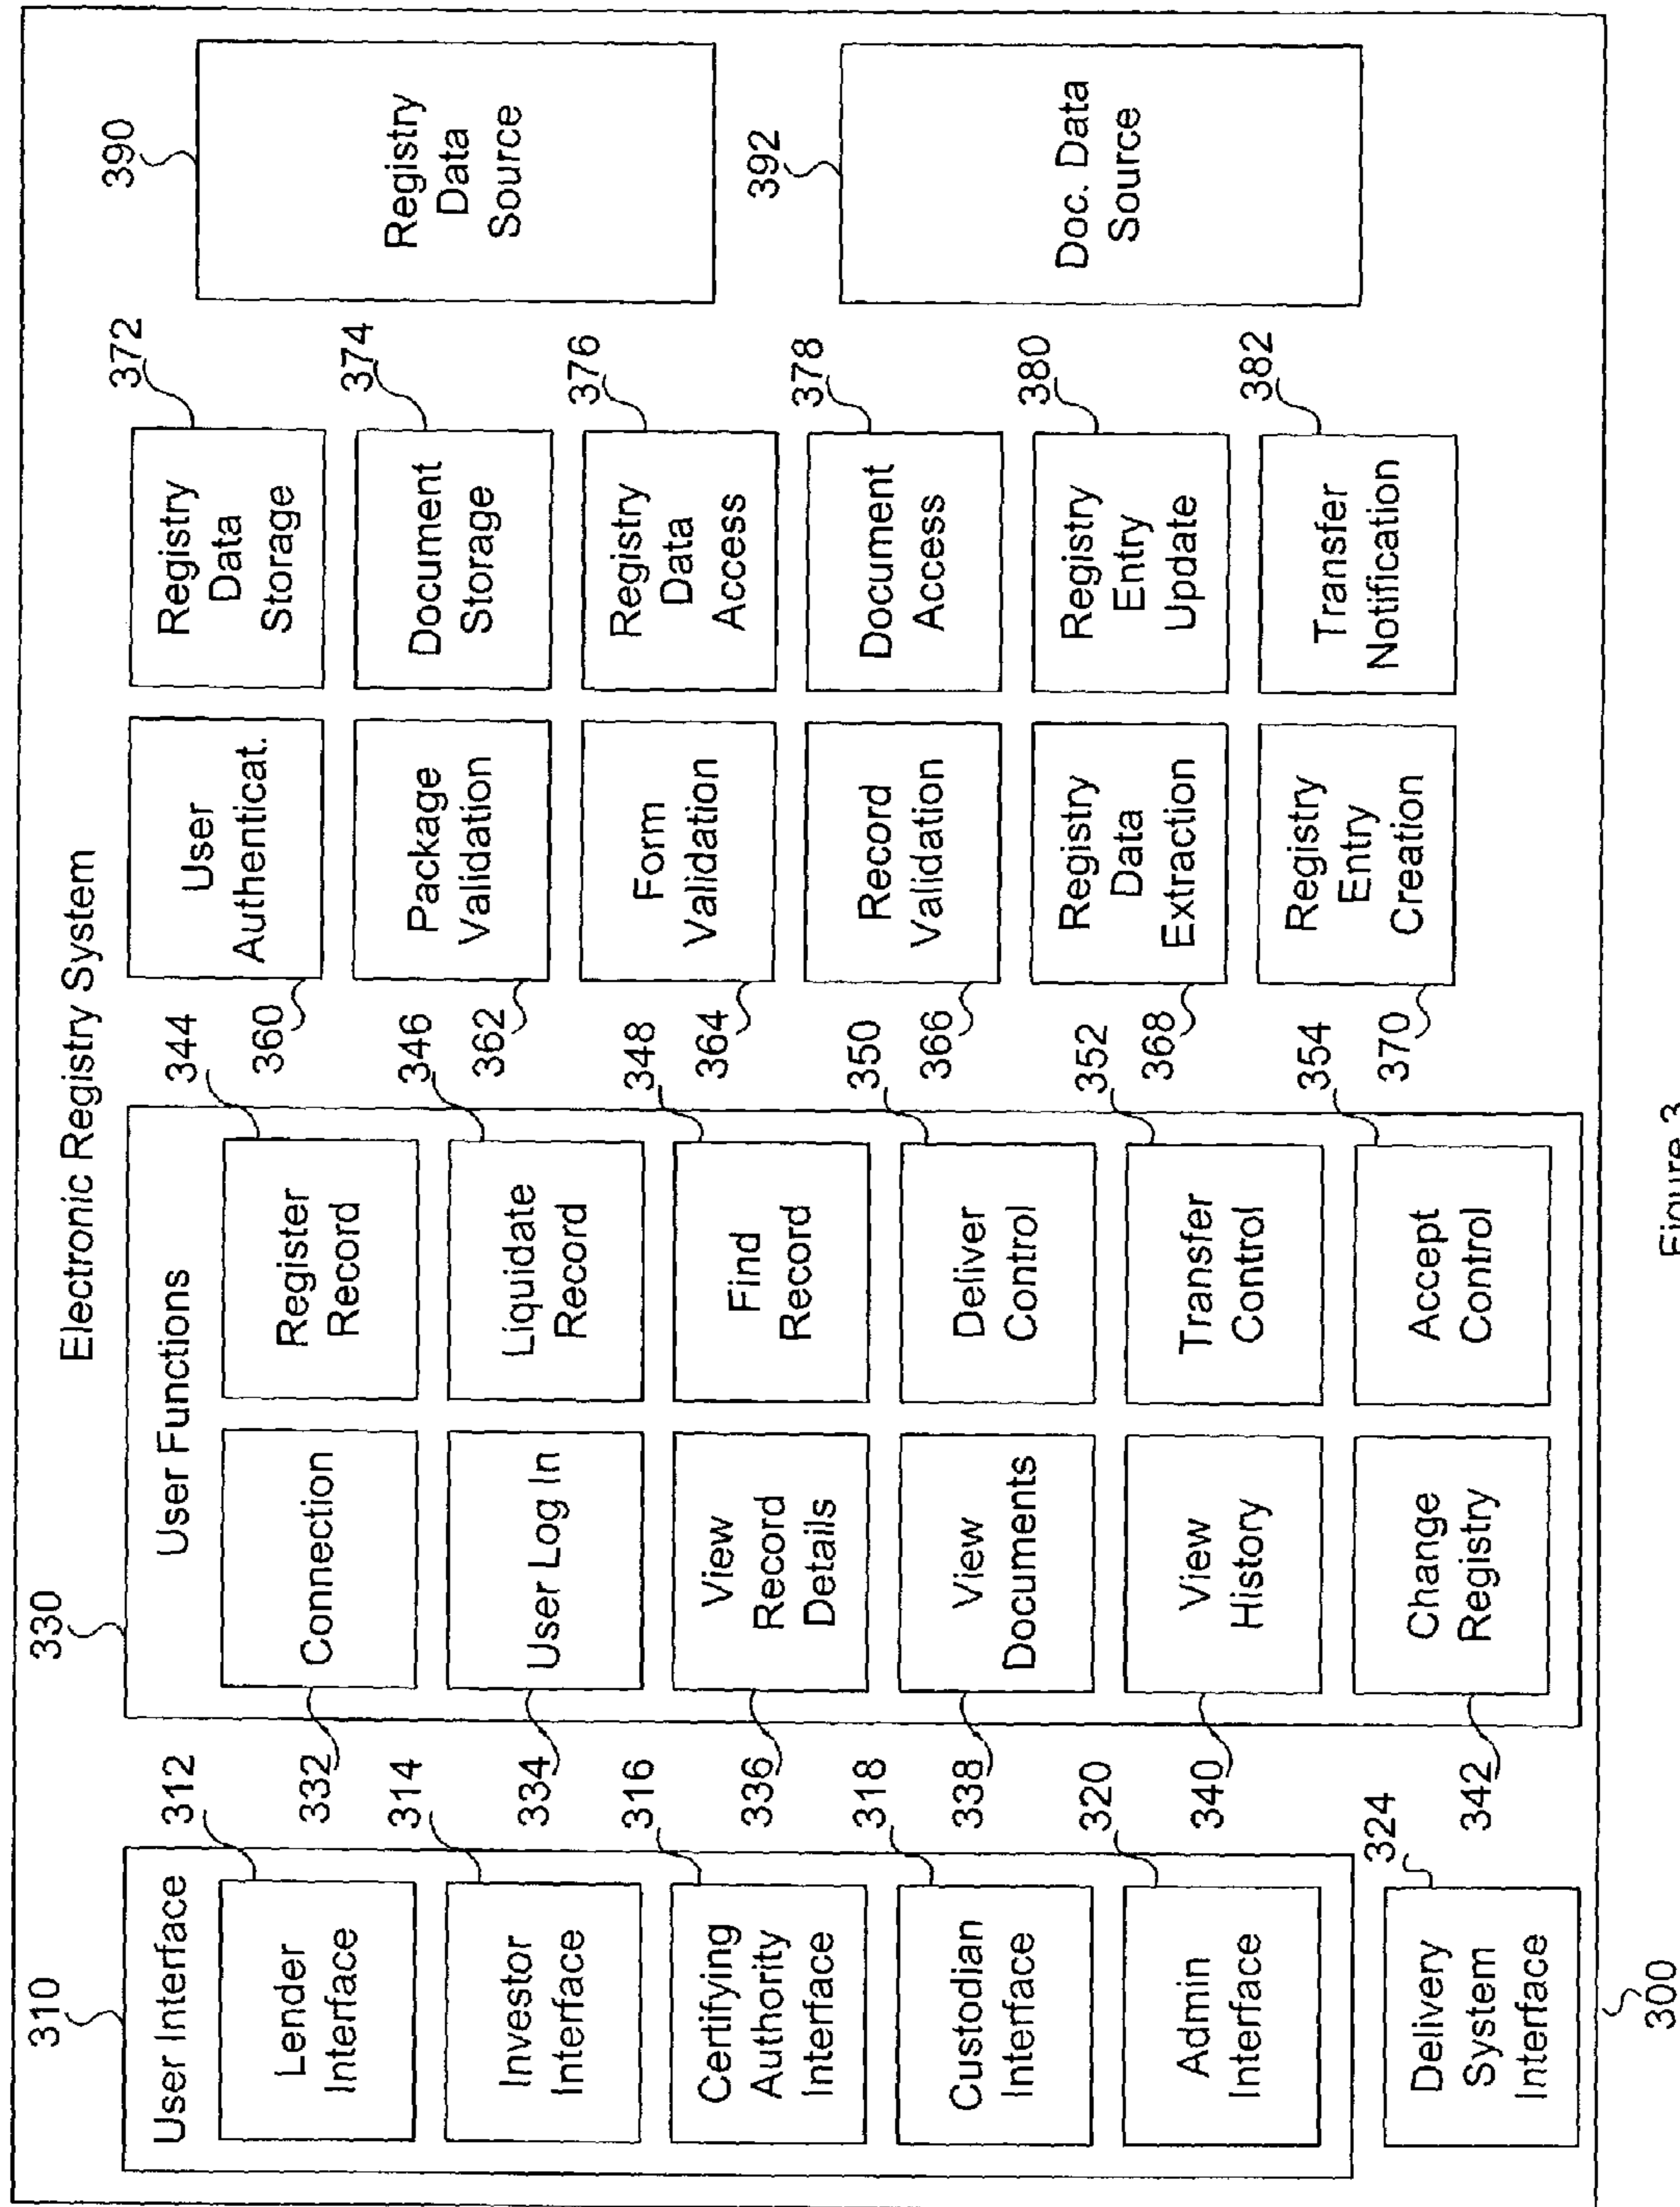 Electronic Registry System
310
User Interface
312
Lender
Interface
314
Investor
Interface
316
Certifying
Authority
Interface
318
Custodian
Interface
320
Admin
Interface
324
Delivery
System
Interface
300
330
User Functions
332
Connection
334
User Log In
336
View
Record
Details
338
View
Documents
340
View
History
342
Change
Registry
344
Register
Record
346
Liquidate
Record
348
Find
Record
350
Deliver
Control
352
Transfer
Control
354
Accept
Control
360
User
Authenticat.
362
Package
Validation
364
Form
Validation
366
Record
Validation
368
Registry
Data
Extraction
370
Registry
Entry
Creation
372
Registry
Data
Storage
374
Document
Storage
376
Registry
Data
Access
378
Document
Access
380
Registry
Entry
Update
382
Transfer
Notification
390
Registry
Data
Source
392
Doc. Data
Source
Figure 3